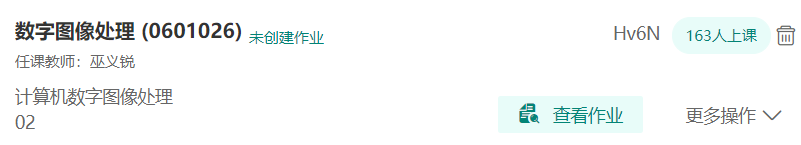 数字图像处理 (0601026) 未创建作业 Hv6N 163人上课
任课教师：巫义锐
计算机数字图像处理
02 查看作业 更多操作